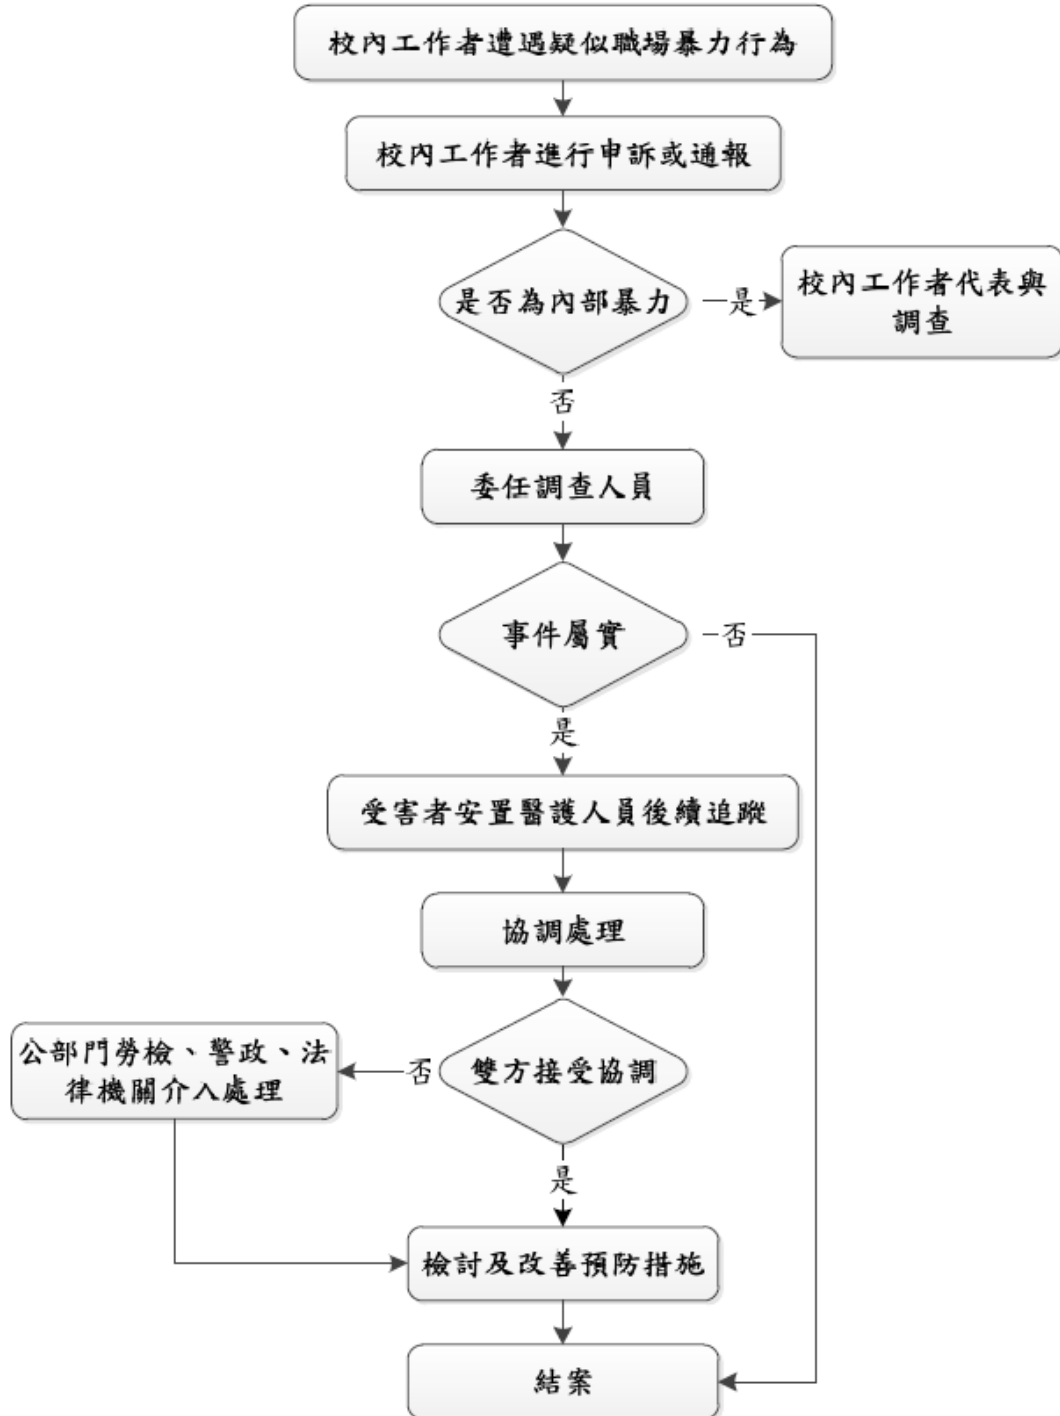 校內工作者遭遇疑似職場暴力行為
校內工作者進行申訴或通報
是否為內部暴力
是
校內工作者代表與
調查
否
委任調查人員
事件屬實
否
是
受害者安置醫護人員後續追蹤
協調處理
雙方接受協調
否
公部門勞檢、警政、法
律機關介入處理
是
檢討及改善預防措施
結案